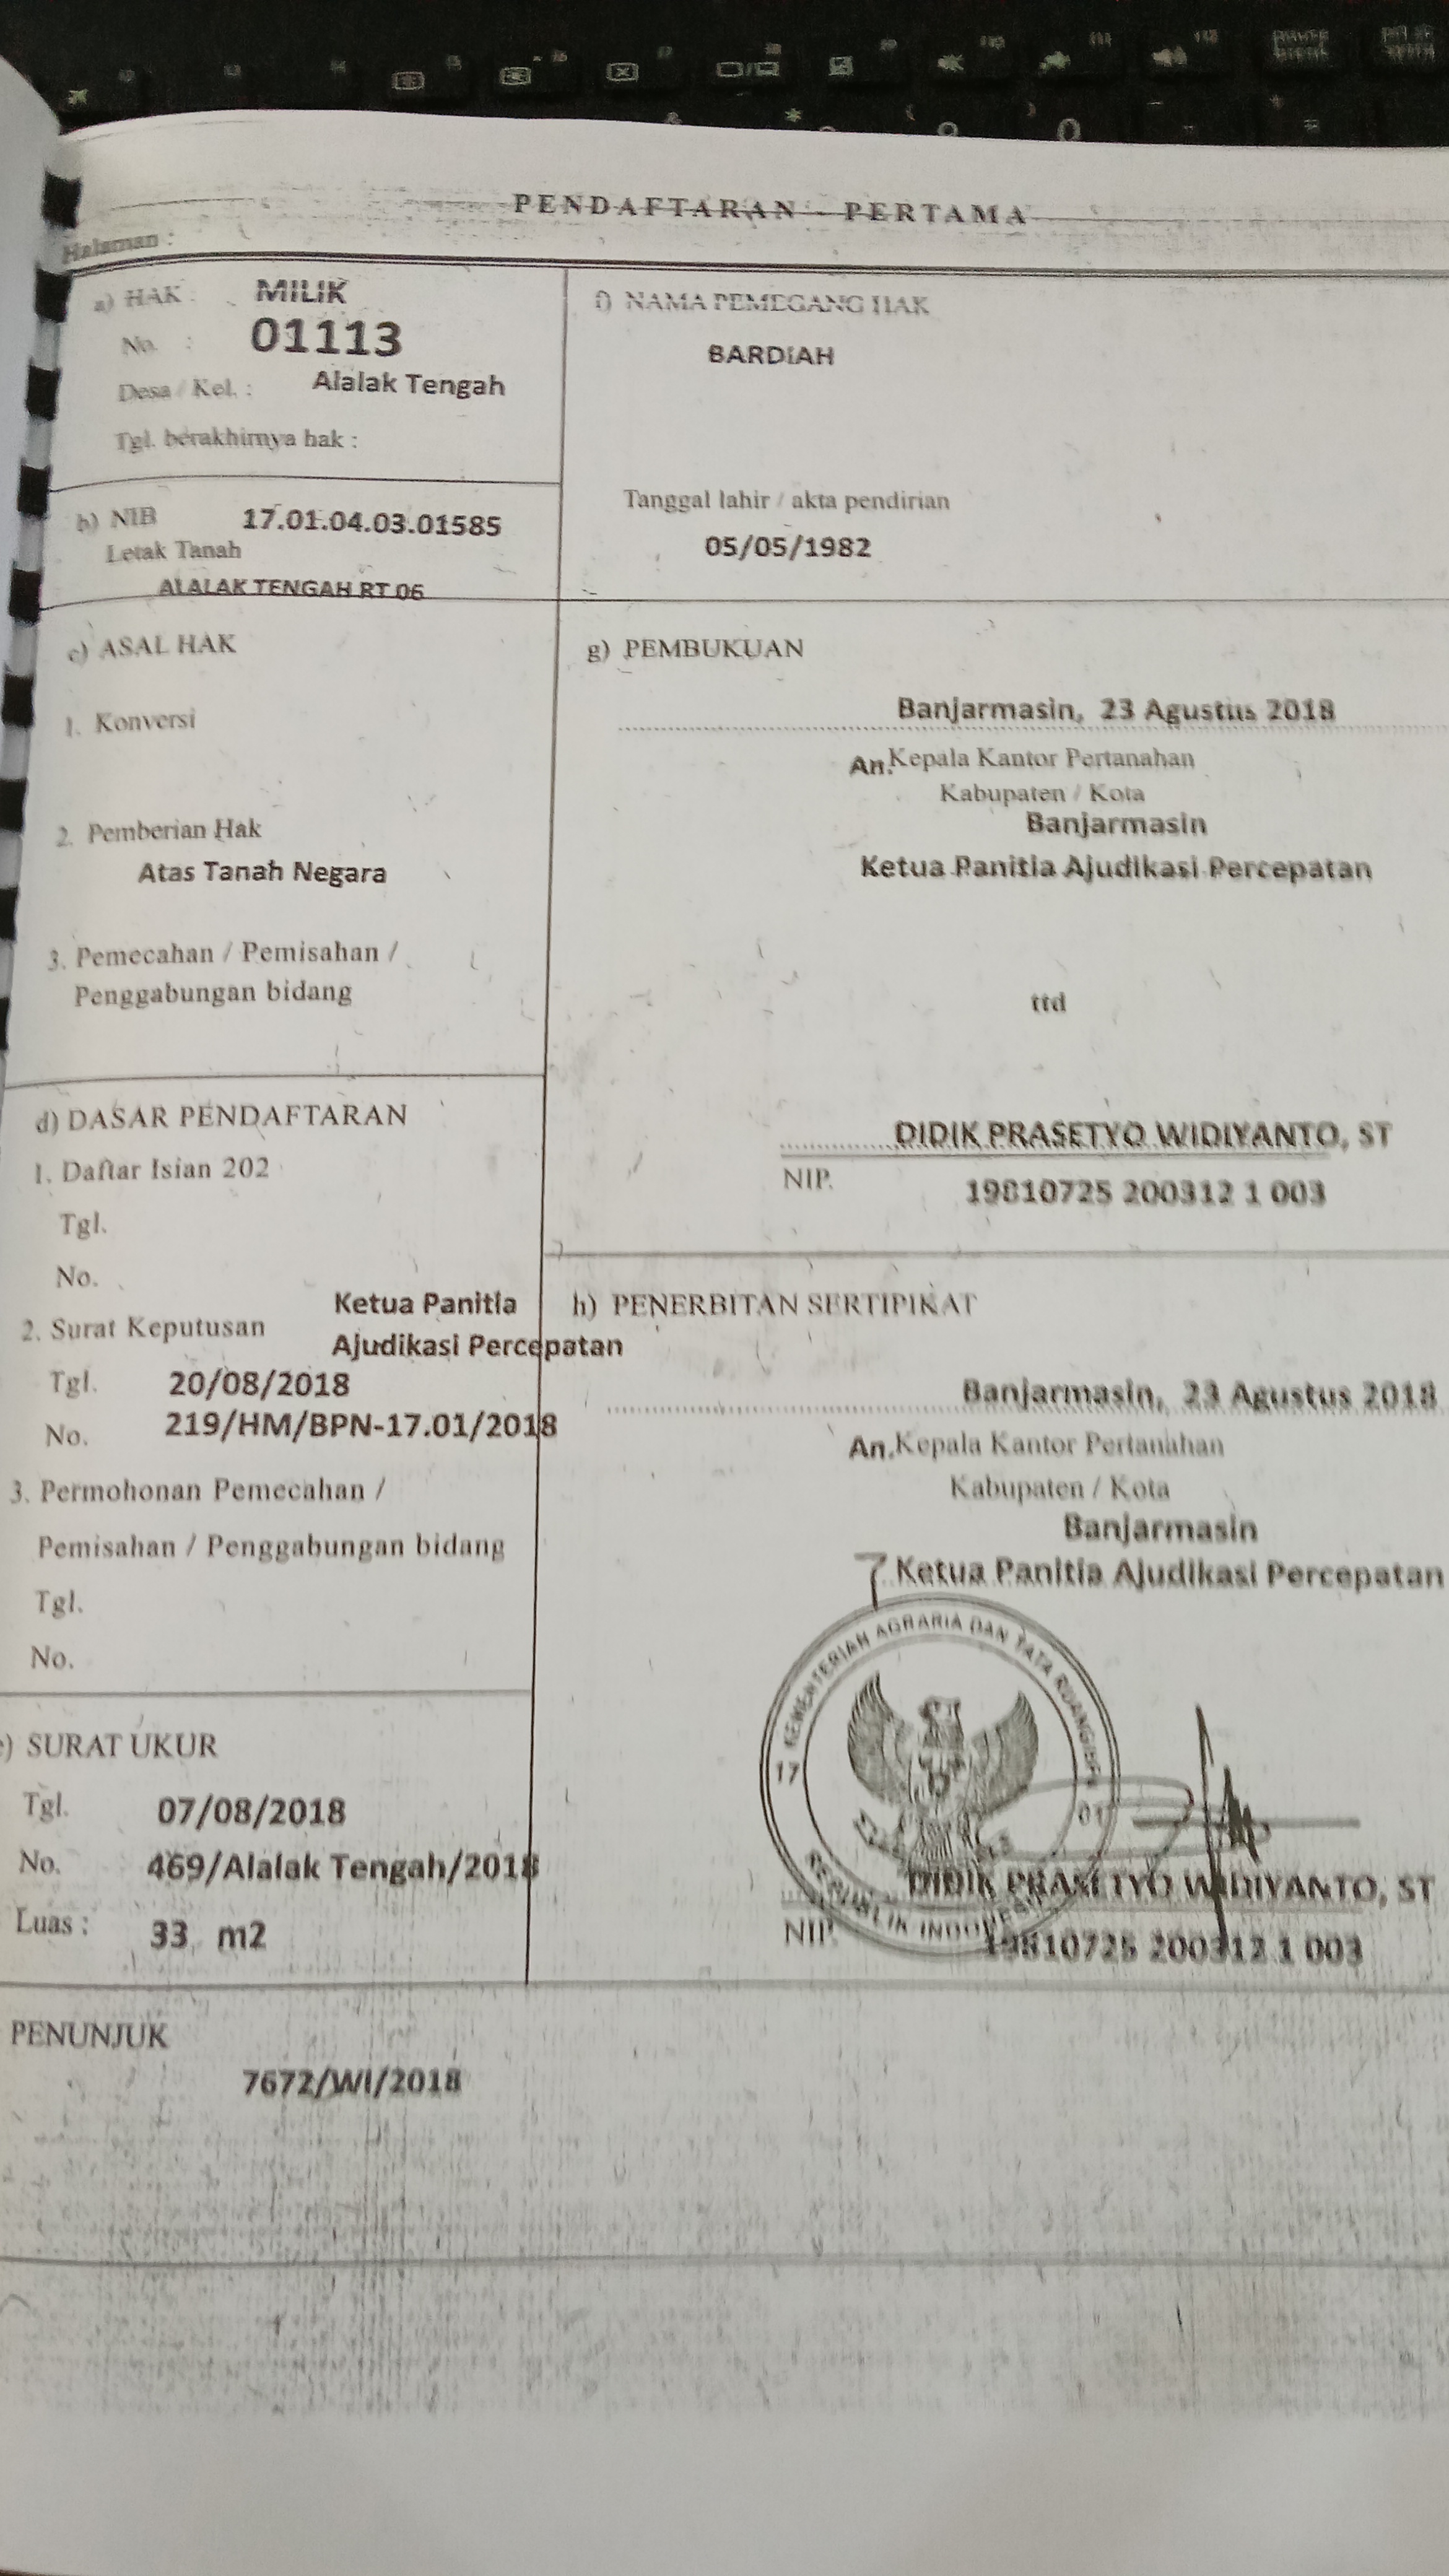 PENDAFTARAN - PERTAMA
Halaman :
a) HAK : MILIK
No. : 01113
Desa / Kel. : Alalak Tengah
Tgl. berakhirnya hak :
b) NIB 17.01.04.03.01585
Letak Tanah
ALALAK TENGAH RT 06
c) ASAL HAK
1. Konversi
2. Pemberian Hak
Atas Tanah Negara
3. Pemecahan / Pemisahan /
Penggabungan bidang
d) DASAR PENDAFTARAN
1. Daftar Isian 202
Tgl.
No.
2. Surat Keputusan Ketua Panitia
Ajudikasi Percepatan
Tgl. 20/08/2018
No. 219/HM/BPN-17.01/2018
3. Permohonan Pemecahan /
Pemisahan / Penggabungan bidang
Tgl.
No.
e) SURAT UKUR
Tgl. 07/08/2018
No. 469/Alalak Tengah/2018
Luas : 33 m2
f) NAMA PEMEGANG HAK
BARDIAH
Tanggal lahir / akta pendirian
05/05/1982
g) PEMBUKUAN
Banjarmasin, 23 Agustus 2018
An. Kepala Kantor Pertanahan
Kabupaten / Kota
Banjarmasin
Ketua Panitia Ajudikasi Percepatan
ttd
DIDIK PRASETYO WIDIYANTO, ST
NIP. 19810725 200312 1 003
h) PENERBITAN SERTIPIKAT
Banjarmasin, 23 Agustus 2018
An. Kepala Kantor Pertanahan
Kabupaten / Kota
Banjarmasin
Ketua Panitia Ajudikasi Percepatan
KEMENTERIAN AGRARIA DAN TATA RUANG/BPN
17 01
REPUBLIK INDONESIA
DIDIK PRASETYO WIDIYANTO, ST
NIP. 19810725 200312 1 003
PENUNJUK
7672/WI/2018